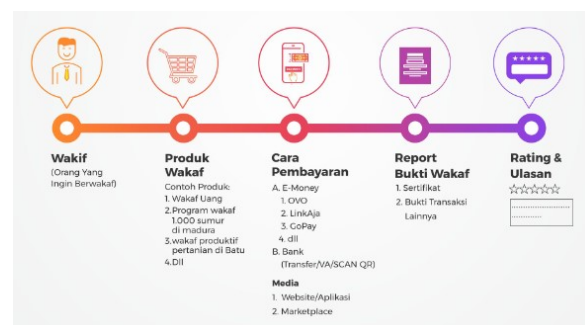 Wakif
(Orang Yang
Ingin Berwakaf)
Produk
Wakaf
Contoh Produk:
1. Wakaf Uang
2.Program wakaf
1.000 sumur
di madura
3.wakaf produktif
pertanian di Batu
4.Dll
Cara
Pembayaran
A. E-Money
1. OVO
2. LinkAja
3. GoPay
4. dll
B. Bank
(Transfer/VA/SCAN QR)
Media
1. Website/Aplikasi
2. Marketplace
Report
Bukti Wakaf
1. Sertifikat
2. Bukti Transaksi
Lainnya
Rating &
Ulasan